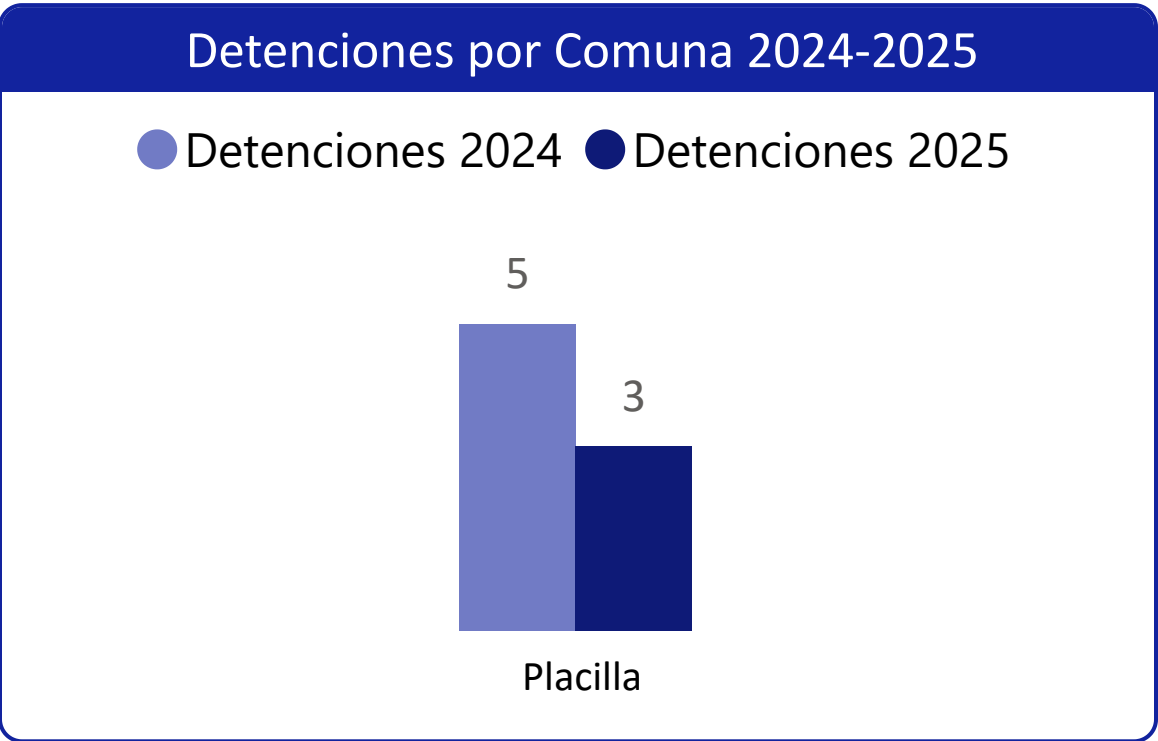 Detenciones por Comuna 2024-2025
Detenciones 2024 Detenciones 2025
5
3
Placilla